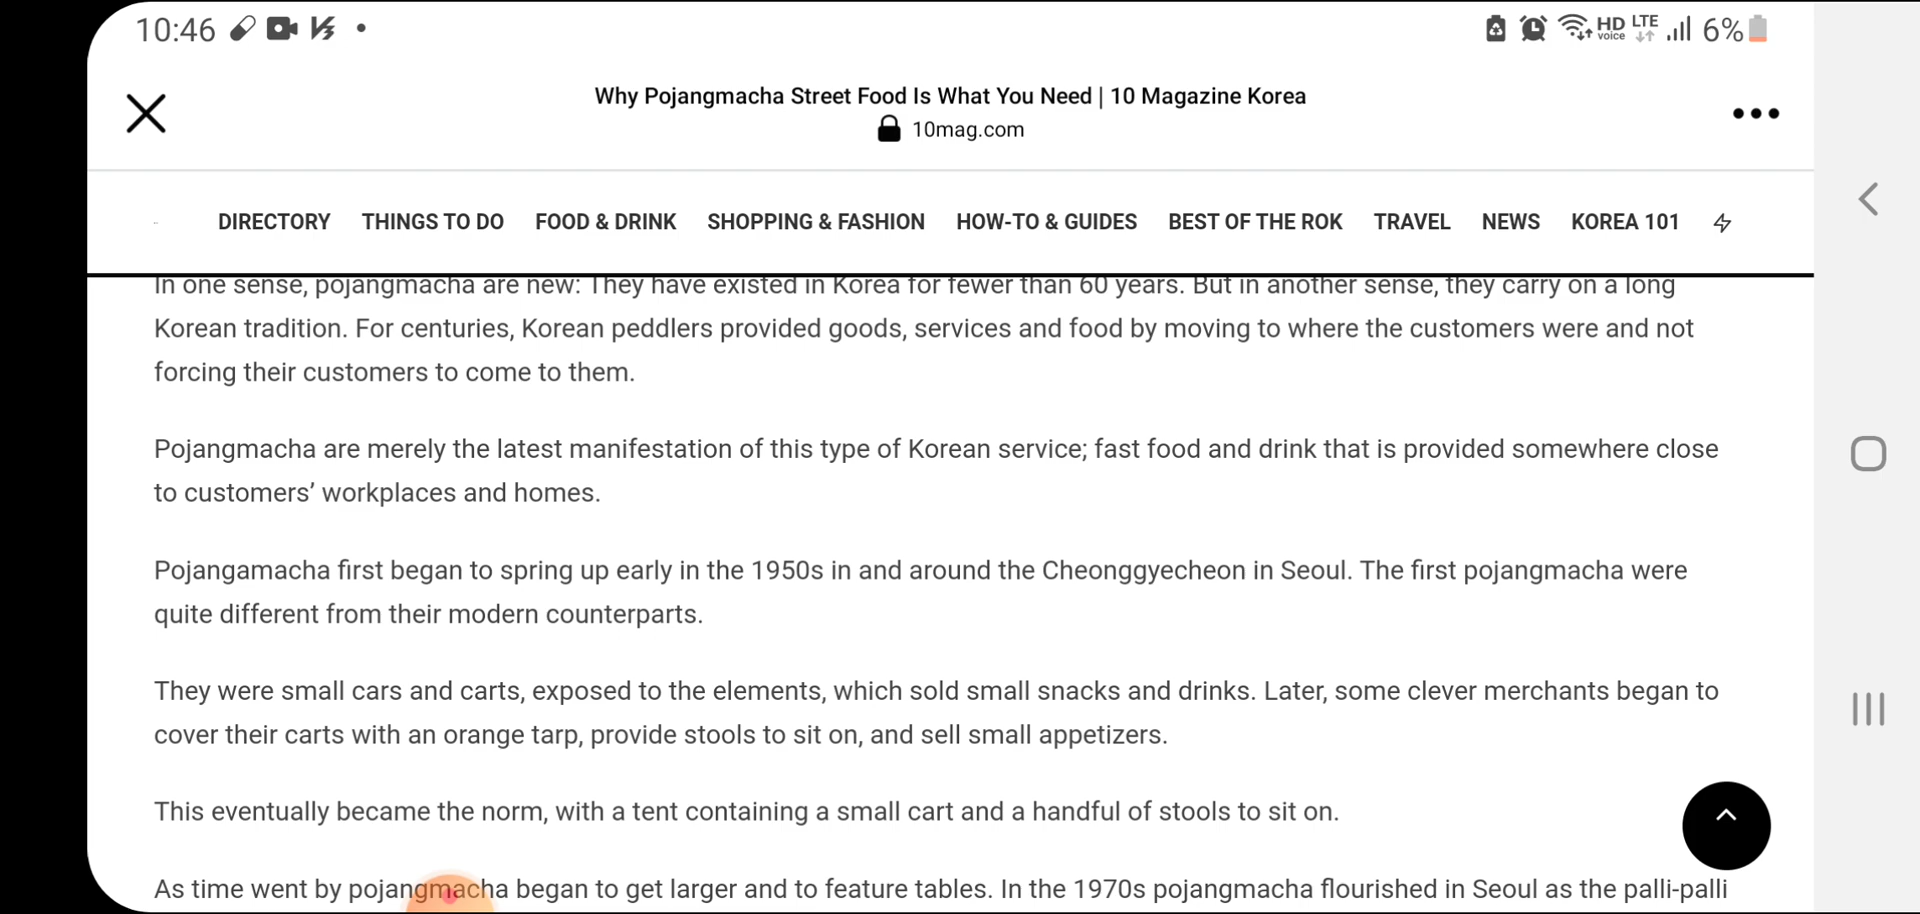 10:46
HD voice LTE 6%
Why Pojangmacha Street Food Is What You Need | 10 Magazine Korea
10mag.com
DIRECTORY THINGS TO DO FOOD & DRINK SHOPPING & FASHION HOW-TO & GUIDES BEST OF THE ROK TRAVEL NEWS KOREA 101
In one sense, pojangmacha are new: They have existed in Korea for fewer than 60 years. But in another sense, they carry on a long
Korean tradition. For centuries, Korean peddlers provided goods, services and food by moving to where the customers were and not
forcing their customers to come to them.
Pojangmacha are merely the latest manifestation of this type of Korean service; fast food and drink that is provided somewhere close
to customers’ workplaces and homes.
Pojangamacha first began to spring up early in the 1950s in and around the Cheonggyecheon in Seoul. The first pojangmacha were
quite different from their modern counterparts.
They were small cars and carts, exposed to the elements, which sold small snacks and drinks. Later, some clever merchants began to
cover their carts with an orange tarp, provide stools to sit on, and sell small appetizers.
This eventually became the norm, with a tent containing a small cart and a handful of stools to sit on.
As time went by pojangmacha began to get larger and to feature tables. In the 1970s pojangmacha flourished in Seoul as the palli-palli